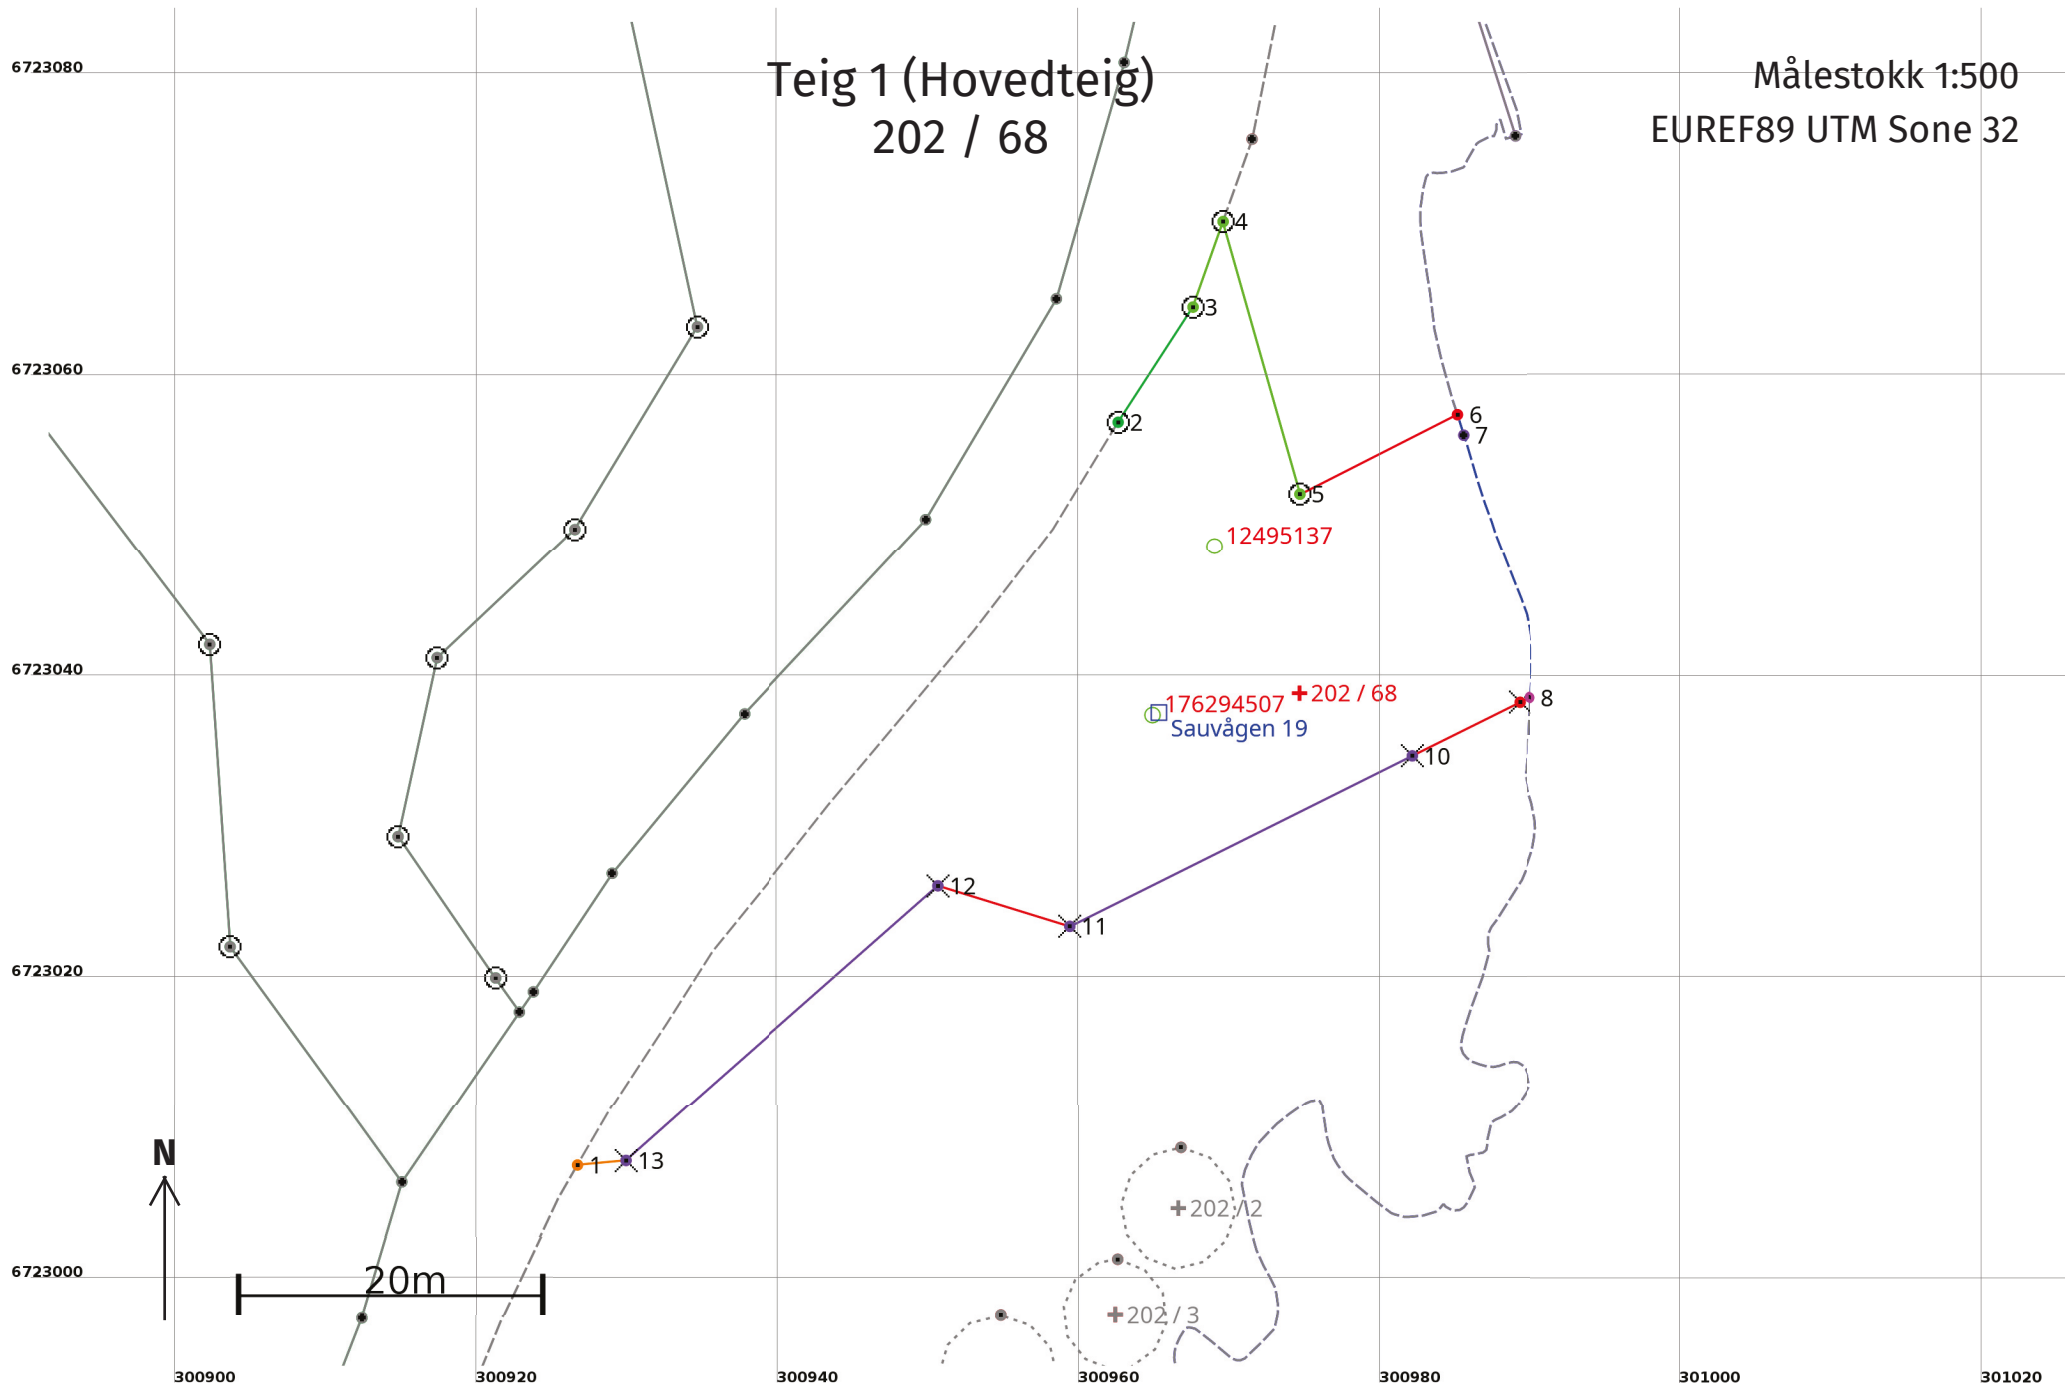 6723080
Teig 1 (Hovedteig)
202 / 68
Målestokk 1:500
EUREF89 UTM Sone 32
4
3
6723060
2
6
7
5
12495137
6723040
202 / 68
176294507
Sauvågen 19
8
10
12
11
6723020
1
13
N
202 / 2
6723000
20m
202 / 3
300900
300920
300940
300960
300980
301000
301020